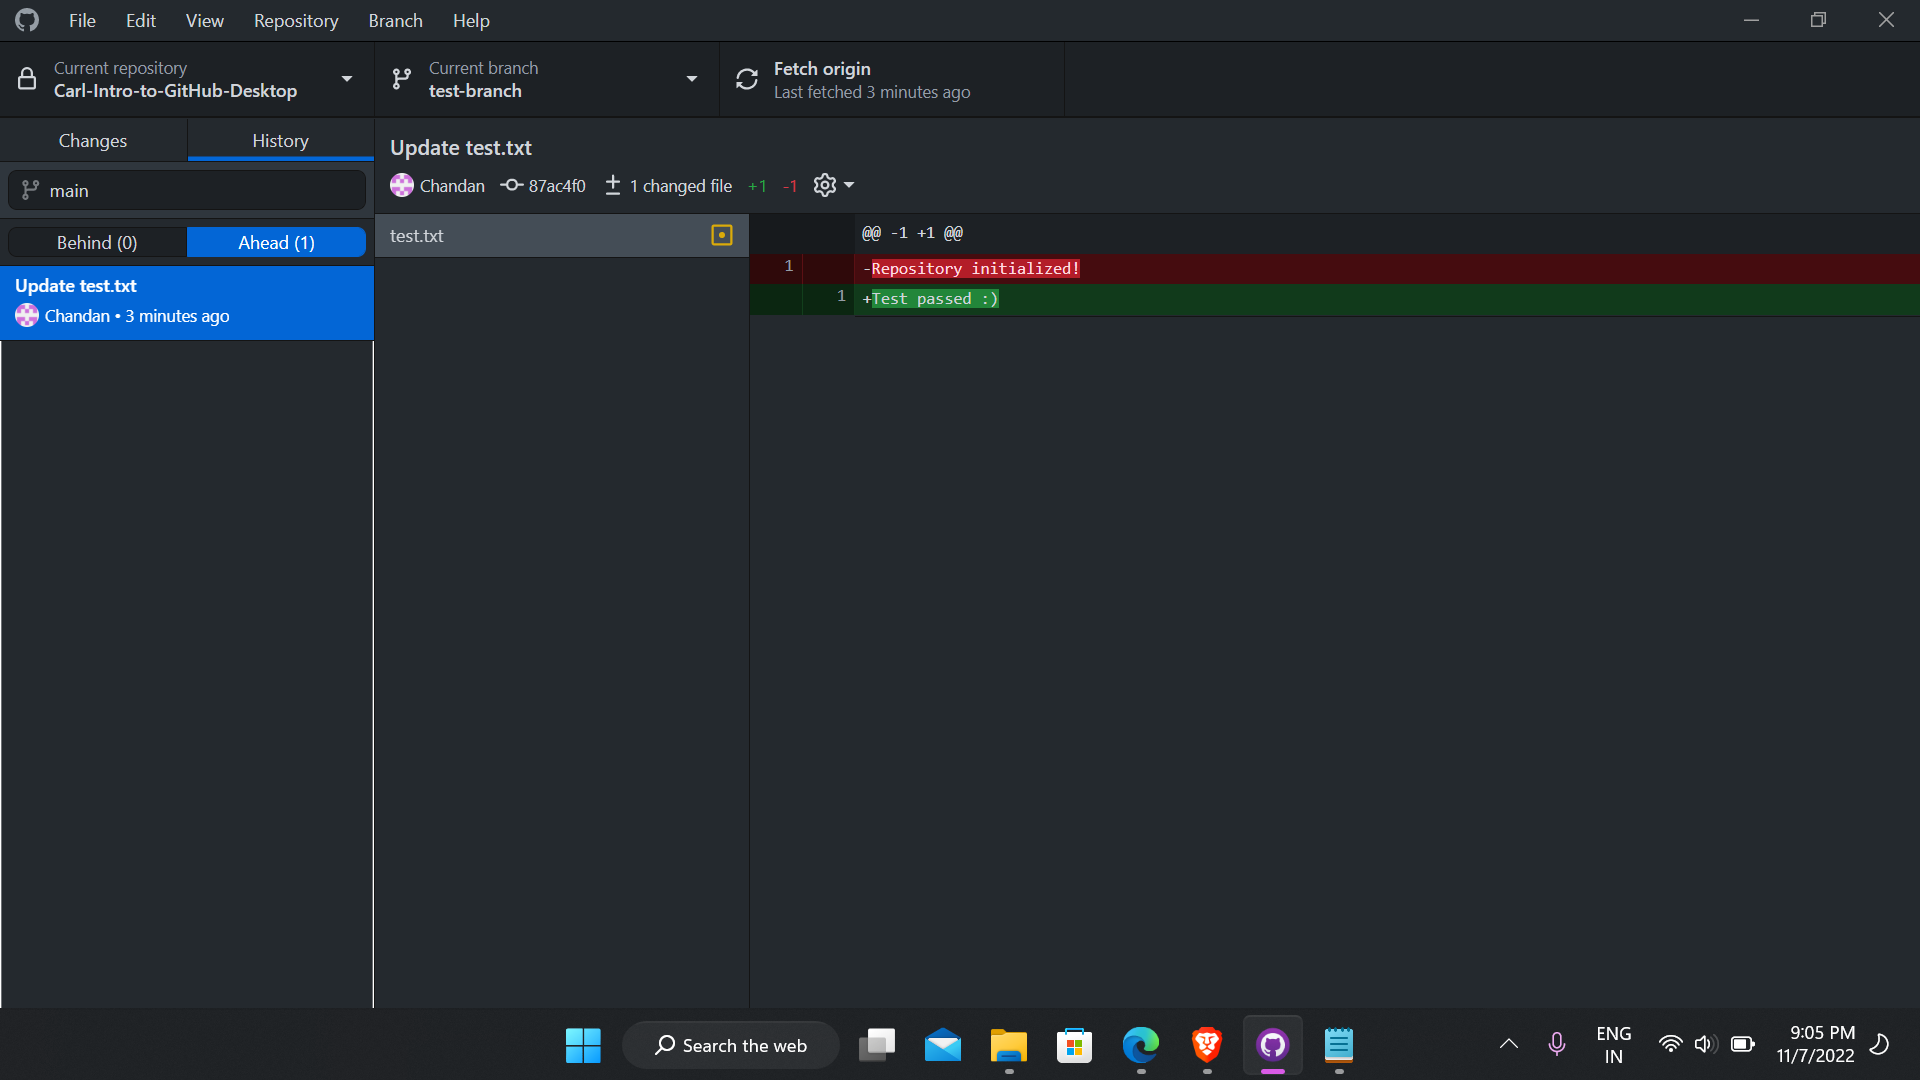 File Edit View Repository Branch Help
Current repository
Carl-Intro-to-GitHub-Desktop
Current branch
test-branch
Fetch origin
Last fetched 3 minutes ago
Changes
History
main
Behind (0)
Ahead (1)
Update test.txt
Chandan • 3 minutes ago
Update test.txt
Chandan 87ac4f0 1 changed file +1 -1
test.txt
@@ -1 +1 @@
1 -Repository initialized!
1 +Test passed :)
Search the web
ENG
IN
9:05 PM
11/7/2022